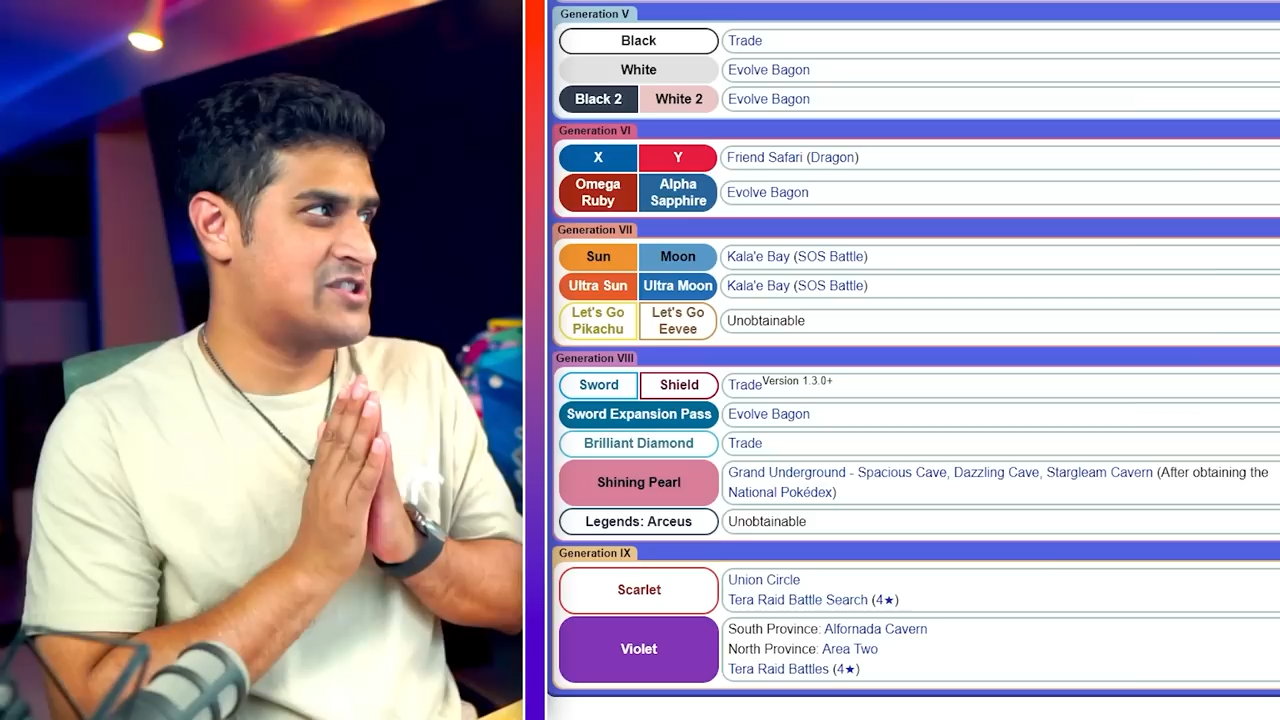 Generation V
Black Trade
White Evolve Bagon
Black 2 White 2 Evolve Bagon
Generation VI
X Y Friend Safari (Dragon)
Omega Ruby Alpha Sapphire Evolve Bagon
Generation VII
Sun Moon Kala'e Bay (SOS Battle)
Ultra Sun Ultra Moon Kala'e Bay (SOS Battle)
Let's Go Pikachu Let's Go Eevee Unobtainable
Generation VIII
Sword Shield Trade Version 1.3.0+
Sword Expansion Pass Evolve Bagon
Brilliant Diamond Trade
Shining Pearl Grand Underground - Spacious Cave, Dazzling Cave, Stargleam Cavern (After obtaining the
National Pokédex)
Legends: Arceus Unobtainable
Generation IX
Scarlet Union Circle
Tera Raid Battle Search (4★)
Violet South Province: Alfornada Cavern
North Province: Area Two
Tera Raid Battles (4★)